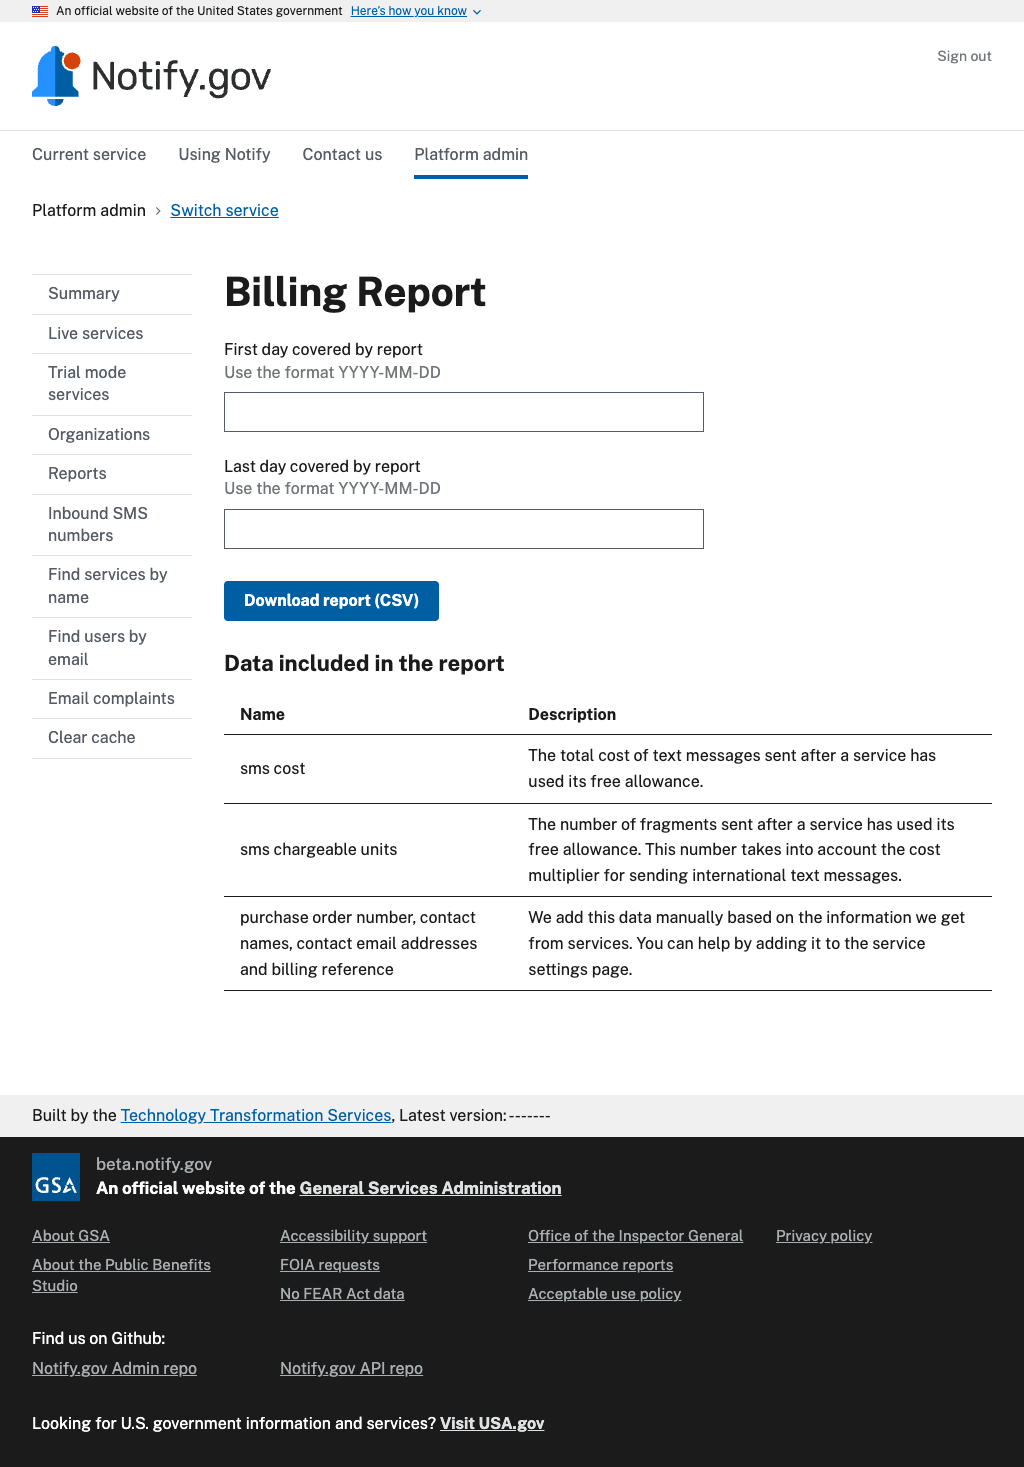 An official website of the United States government Here's how you know
Notify.gov
Sign out
Current service Using Notify Contact us Platform admin
Platform admin Switch service
Summary
Live services
Trial mode
services
Organizations
Reports
Inbound SMS
numbers
Find services by
name
Find users by
email
Email complaints
Clear cache
Billing Report
First day covered by report
Use the format YYYY-MM-DD
Last day covered by report
Use the format YYYY-MM-DD
Download report (CSV)
Data included in the report
Name Description
sms cost
The total cost of text messages sent after a service has
used its free allowance.
sms chargeable units
The number of fragments sent after a service has used its
free allowance. This number takes into account the cost
multiplier for sending international text messages.
purchase order number, contact
names, contact email addresses
and billing reference
We add this data manually based on the information we get
from services. You can help by adding it to the service
settings page.
Built by the Technology Transformation Services, Latest version:-------
GSA
beta.notify.gov
An official website of the General Services Administration
About GSA
About the Public Benefits
Studio
Accessibility support
FOIA requests
No FEAR Act data
Office of the Inspector General
Performance reports
Acceptable use policy
Privacy policy
Find us on Github:
Notify.gov Admin repo Notify.gov API repo
Looking for U.S. government information and services? Visit USA.gov